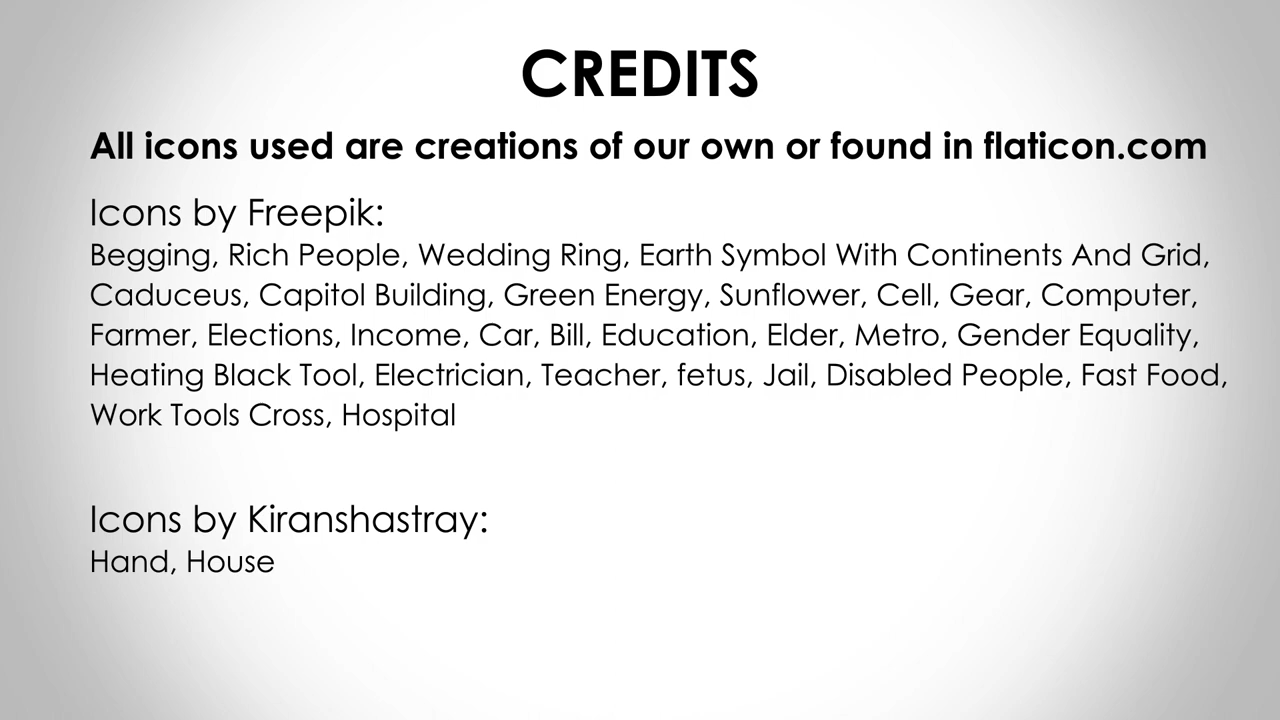 CREDITS
All icons used are creations of our own or found in flaticon.com
Icons by Freepik:
Begging, Rich People, Wedding Ring, Earth Symbol With Continents And Grid,
Caduceus, Capitol Building, Green Energy, Sunflower, Cell, Gear, Computer,
Farmer, Elections, Income, Car, Bill, Education, Elder, Metro, Gender Equality,
Heating Black Tool, Electrician, Teacher, fetus, Jail, Disabled People, Fast Food,
Work Tools Cross, Hospital
Icons by Kiranshastray:
Hand, House